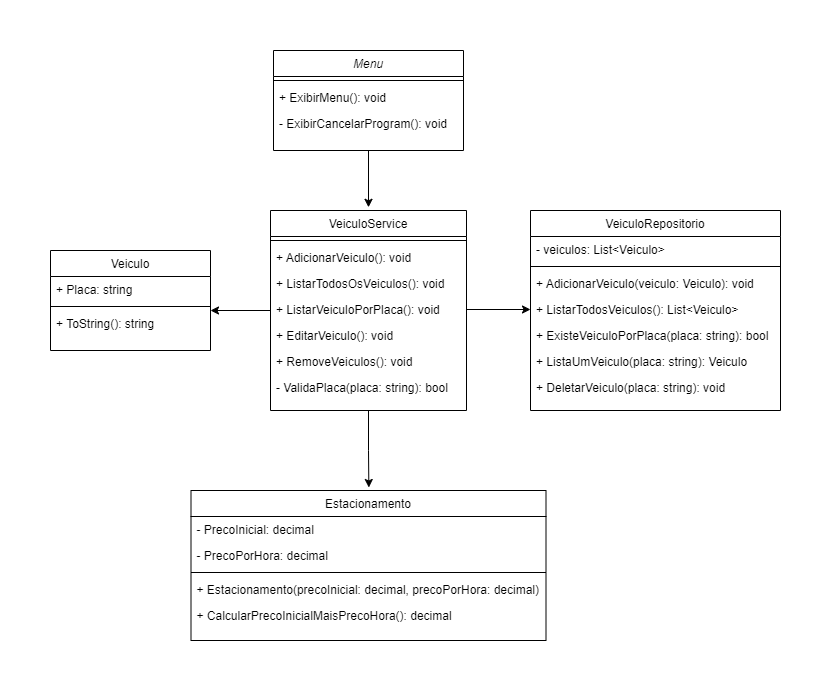 Menu
+ ExibirMenu(): void
- ExibirCancelarProgram(): void
VeiculoService
+ AdicionarVeiculo(): void
+ ListarTodosOsVeiculos(): void
+ ListarVeiculoPorPlaca(): void
+ EditarVeiculo(): void
+ RemoveVeiculos(): void
- ValidaPlaca(placa: string): bool
VeiculoRepositorio
- veiculos: List<Veiculo>
+ AdicionarVeiculo(veiculo: Veiculo): void
+ ListarTodosVeiculos(): List<Veiculo>
+ ExisteVeiculoPorPlaca(placa: string): bool
+ ListaUmVeiculo(placa: string): Veiculo
+ DeletarVeiculo(placa: string): void
Veiculo
+ Placa: string
+ ToString(): string
Estacionamento
- PrecoInicial: decimal
- PrecoPorHora: decimal
+ Estacionamento(precoInicial: decimal, precoPorHora: decimal)
+ CalcularPrecoInicialMaisPrecoHora(): decimal